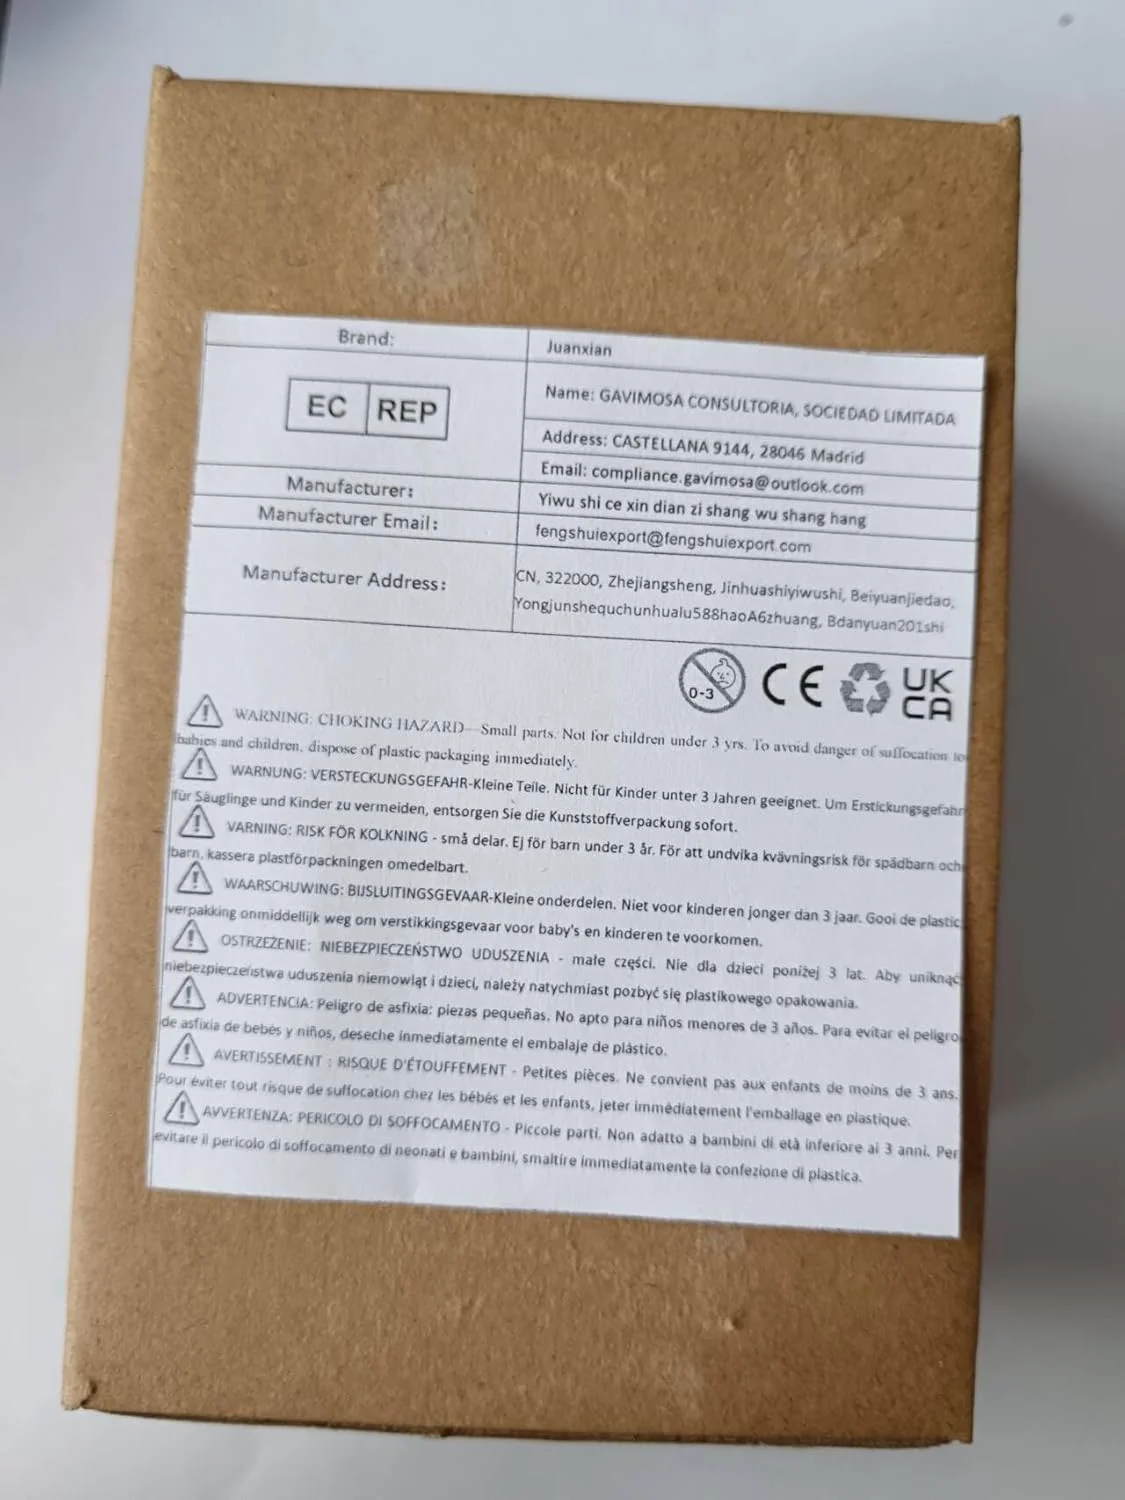 Brand:
Juanxian
EC REP
Name: GAVIMOSA CONSULTORIA, SOCIEDAD LIMITADA
Address: CASTELLANA 9144, 28046 Madrid
Email: compliance.gavimosa@outlook.com
Manufacturer:
Yiwu shi ce xin dian zi shang wu shang hang
Manufacturer Email:
fengshuiexport@fengshuiexport.com
Manufacturer Address:
CN, 322000, Zhejiangsheng, Jinhuashiyiwushi, Beiyuanjiedao,
Yongjunshequchunhualu588haoA6zhuang, Bdanyuan201shi
0-3 CE UK
CA
WARNING: CHOKING HAZARD—Small parts. Not for children under 3 yrs. To avoid danger of suffocation to
babies and children, dispose of plastic packaging immediately.
WARNUNG: VERSTECKUNGSGEFAHR-Kleine Teile. Nicht für Kinder unter 3 Jahren geeignet. Um Erstickungsgefahr
für Säuglinge und Kinder zu vermeiden, entsorgen Sie die Kunststoffverpackung sofort.
VARNING: RISK FÖR KOLKNING - små delar. Ej för barn under 3 år. För att undvika kvävningsrisk för spädbarn och
barn, kassera plastförpackningen omedelbart.
WAARSCHUWING: BIJSLUITINGSGEVAAR-Kleine onderdelen. Niet voor kinderen jonger dan 3 jaar. Gooi de plastic
verpakking onmiddellijk weg om verstikkingsgevaar voor baby's en kinderen te voorkomen.
OSTRZEŻENIE: NIEBEZPIECZEŃSTWO UDUSZENIA - małe części. Nie dla dzieci poniżej 3 lat. Aby uniknąć
niebezpieczeństwa uduszenia niemowląt i dzieci, należy natychmiast pozbyć się plastikowego opakowania.
ADVERTENCIA: Peligro de asfixia: piezas pequeñas. No apto para niños menores de 3 años. Para evitar el peligro
de asfixia de bebés y niños, deseche inmediatamente el embalaje de plástico.
AVERTISSEMENT : RISQUE D'ÉTOUFFEMENT - Petites pièces. Ne convient pas aux enfants de moins de 3 ans.
Pour éviter tout risque de suffocation chez les bébés et les enfants, jeter immédiatement l'emballage en plastique.
AVVERTENZA: PERICOLO DI SOFFOCAMENTO - Piccole parti. Non adatto a bambini di età inferiore ai 3 anni. Per
evitare il pericolo di soffocamento di neonati e bambini, smaltire immediatamente la confezione di plastica.